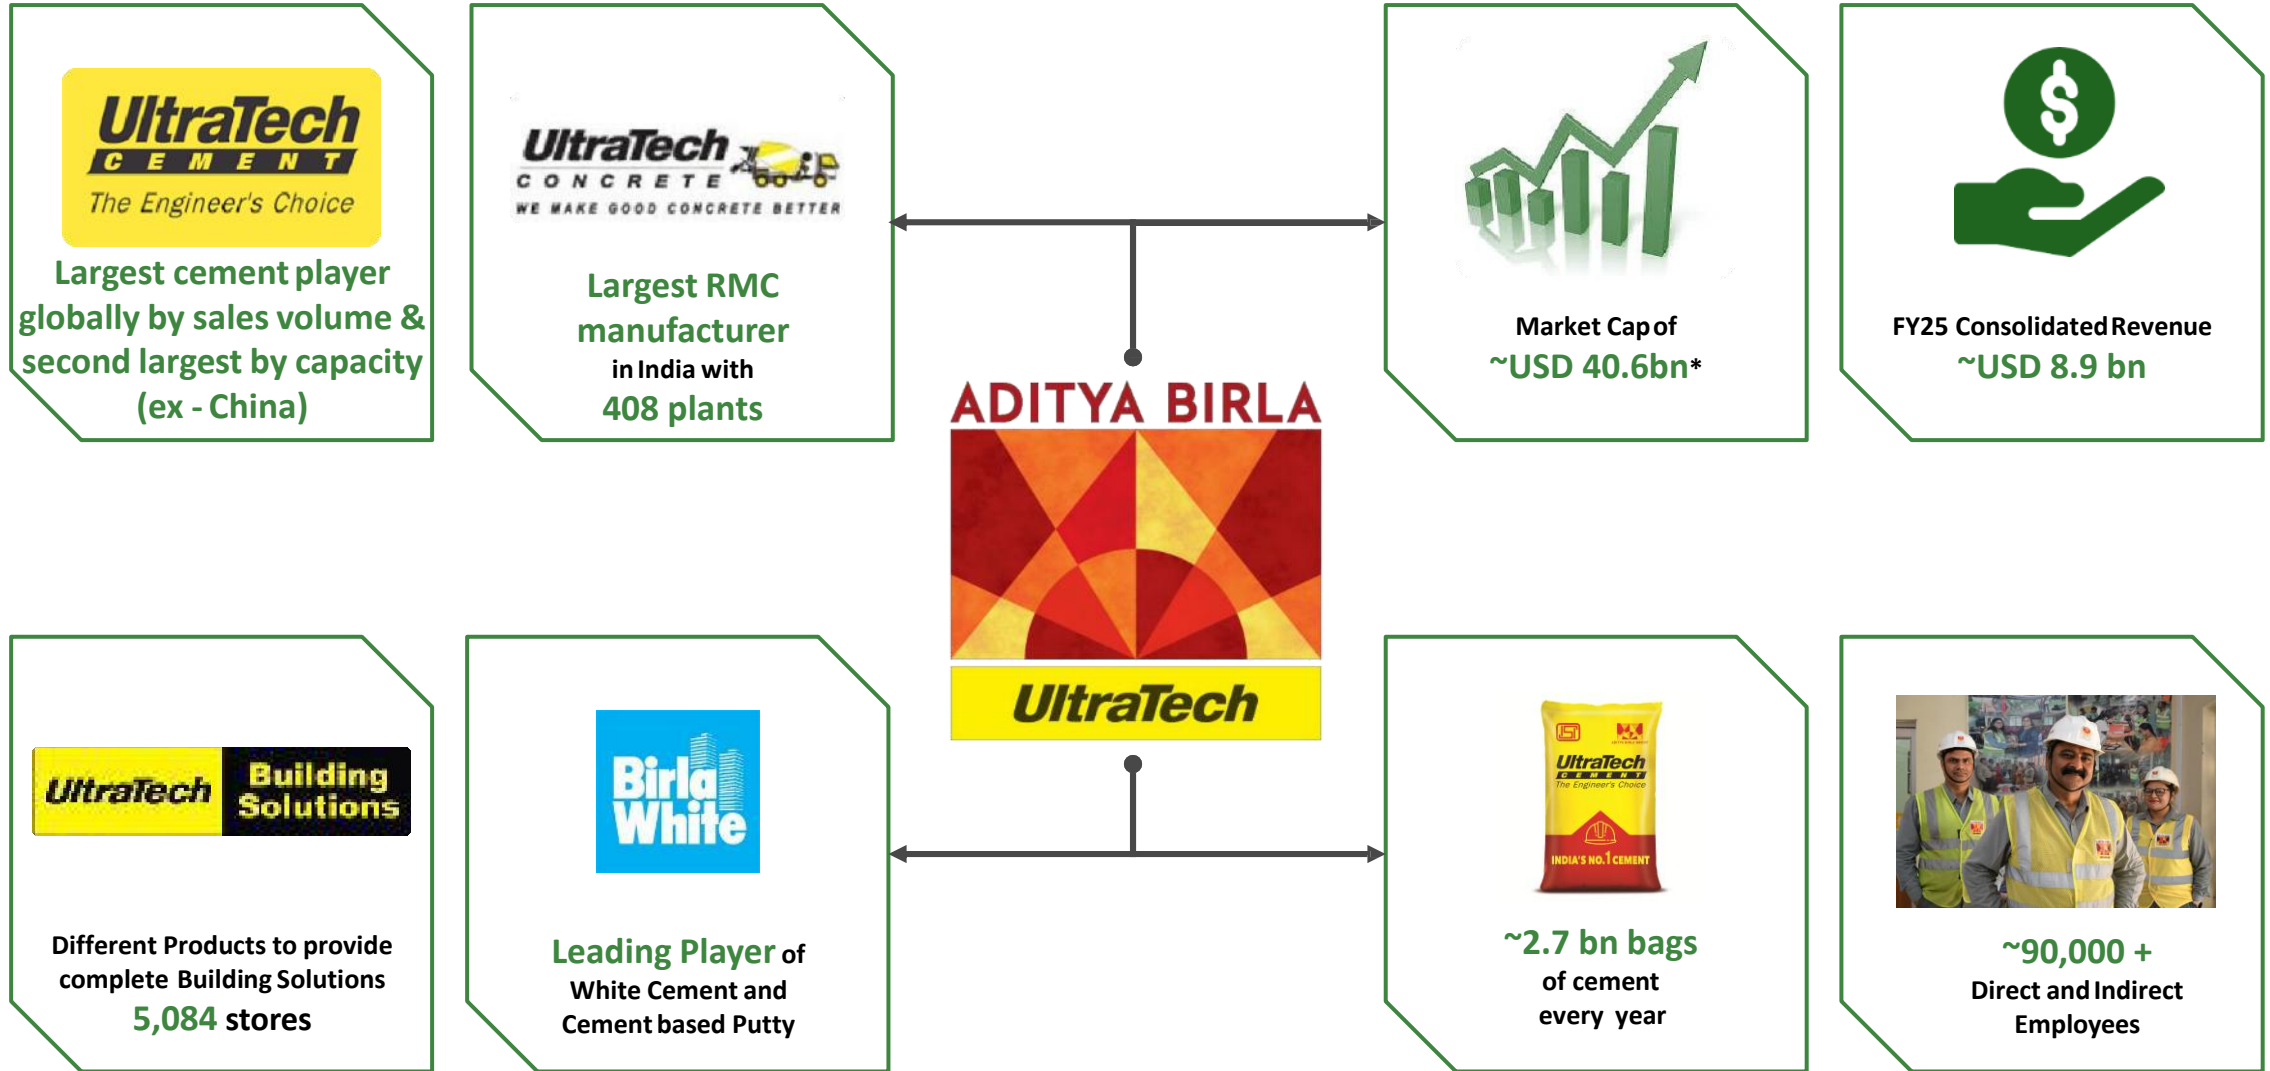 UltraTech
CEMENT
The Engineer's Choice
Largest cement player
globally by sales volume &
second largest by capacity
(ex - China)
UltraTech
CONCRETE
WE MAKE GOOD CONCRETE BETTER
Largest RMC
manufacturer
in India with
408 plants
ADITYA BIRLA
UltraTech
Market Cap of
~USD 40.6bn*
FY25 Consolidated Revenue
~USD 8.9 bn
UltraTech
Building
Solutions
Different Products to provide
complete Building Solutions
5,084 stores
Birla
White
Leading Player of
White Cement and
Cement based Putty
UltraTech
CEMENT
The Engineer's Choice
INDIA'S NO.1 CEMENT
~2.7 bn bags
of cement
every year
~90,000 +
Direct and Indirect
Employees